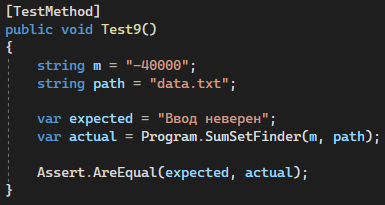 [TestMethod]
public void Test9()
{
string m = "-40000";
string path = "data.txt";
var expected = "Ввод неверен";
var actual = Program.SumSetFinder(m, path);
Assert.AreEqual(expected, actual);
}